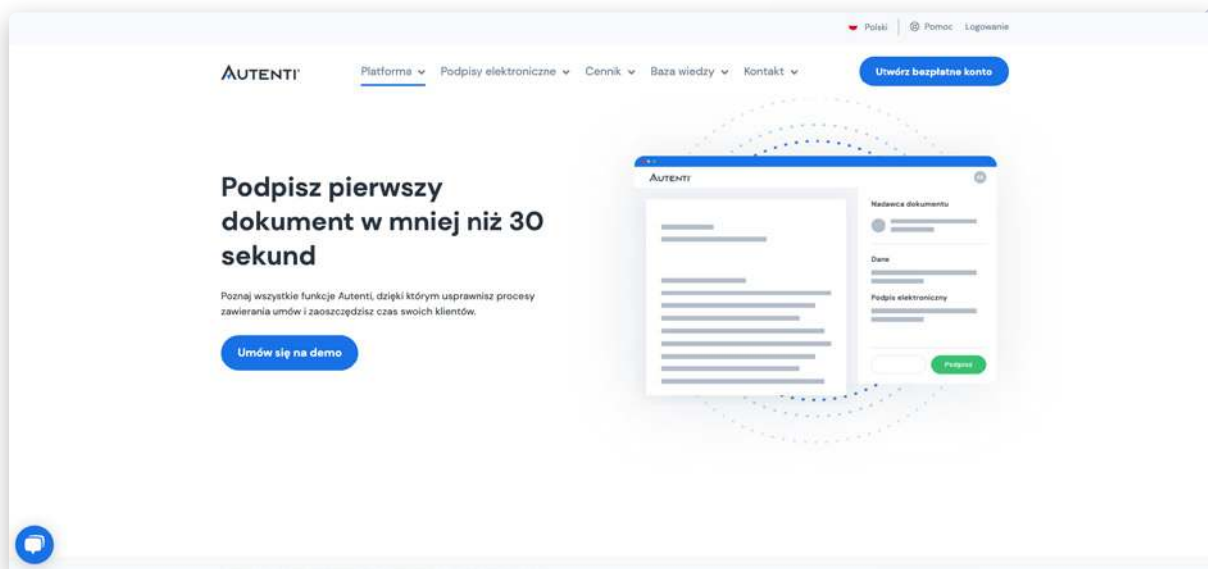 Polski
Pomoc
Logowanie
AUTENTI
Platforma
Podpisy elektroniczne
Cennik
Baza wiedzy
Kontakt
Utwórz bezpłatne konto
Podpisz pierwszy
dokument w mniej niż 30
sekund
Poznaj wszystkie funkcje Autenti, dzięki którym usprawnisz procesy
zawierania umów i zaoszczędzisz czas swoich klientów.
Umów się na demo
AUTENTI
Nadawca dokumentu
Dane
Podpis elektroniczny
Podpisz